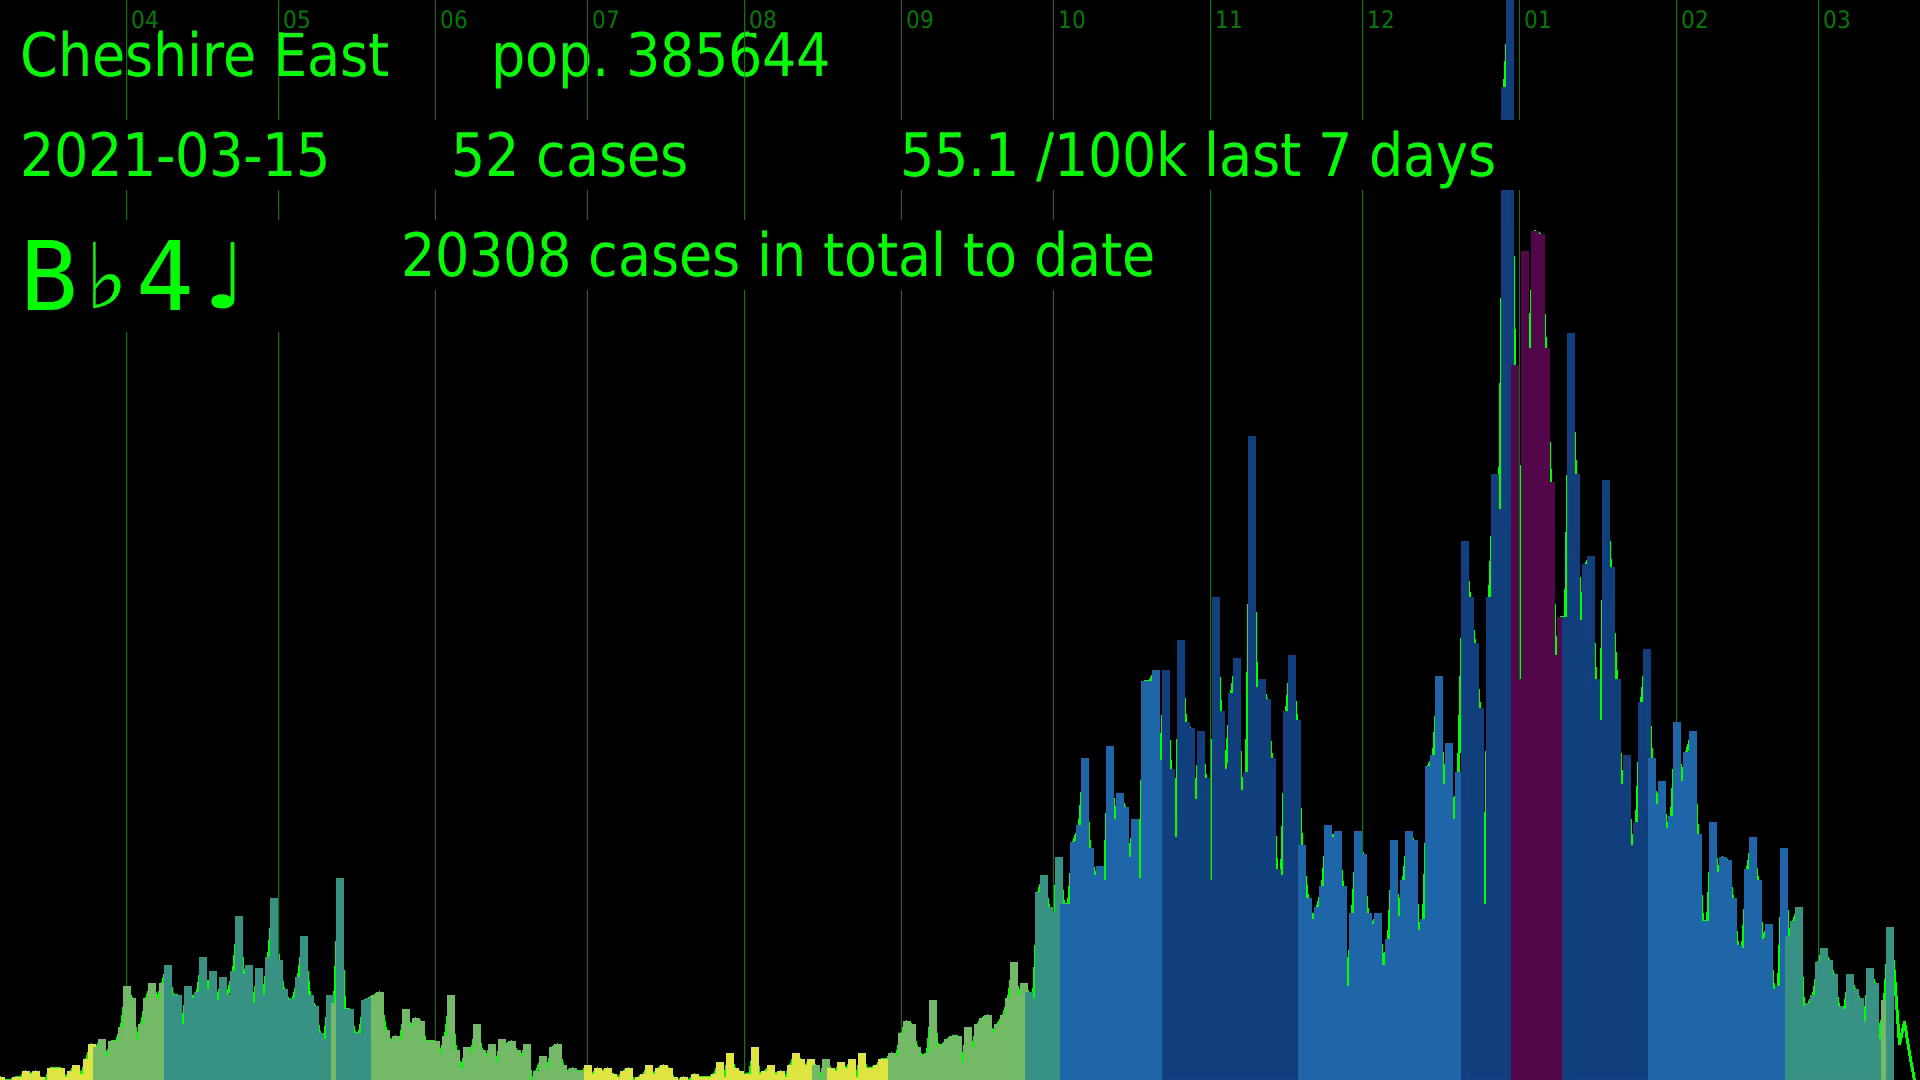 04 05 06 07 08 09 10 11 12 01 02 03
Cheshire East pop. 385644
2021-03-15 52 cases 55.1 /100k last 7 days
B♭4♩ 20308 cases in total to date